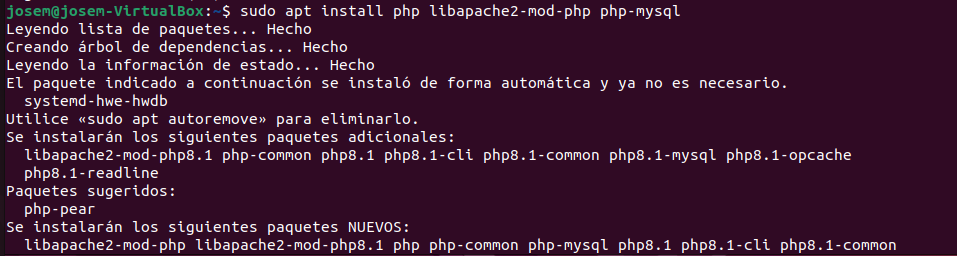 josem@josem-VirtualBox:~$ sudo apt install php libapache2-mod-php php-mysql
Leyendo lista de paquetes... Hecho
Creando árbol de dependencias... Hecho
Leyendo la información de estado... Hecho
El paquete indicado a continuación se instaló de forma automática y ya no es necesario.
  systemd-hwe-hwdb
Utilice «sudo apt autoremove» para eliminarlo.
Se instalarán los siguientes paquetes adicionales:
  libapache2-mod-php8.1 php-common php8.1 php8.1-cli php8.1-common php8.1-mysql php8.1-opcache
  php8.1-readline
Paquetes sugeridos:
  php-pear
Se instalarán los siguientes paquetes NUEVOS:
  libapache2-mod-php libapache2-mod-php8.1 php php-common php-mysql php8.1 php8.1-cli php8.1-common